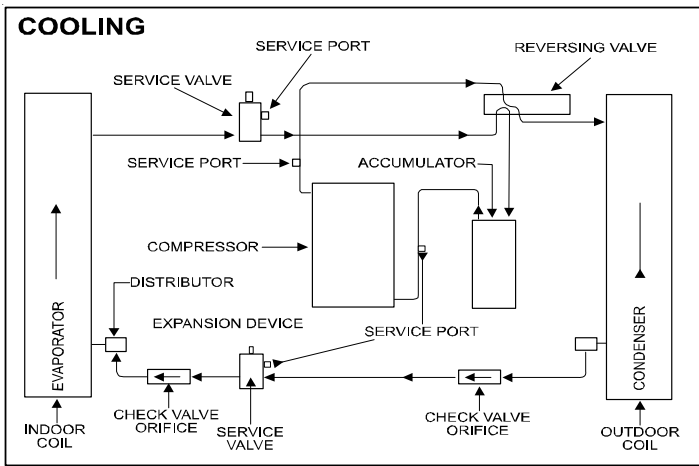 COOLING
SERVICE PORT
REVERSING VALVE
SERVICE VALVE
SERVICE PORT
ACCUMULATOR
COMPRESSOR
DISTRIBUTOR
EXPANSION DEVICE
SERVICE PORT
EVAPORATOR
CONDENSER
INDOOR
COIL
CHECK VALVE
ORIFICE
SERVICE
VALVE
CHECK VALVE
ORIFICE
OUTDOOR
COIL